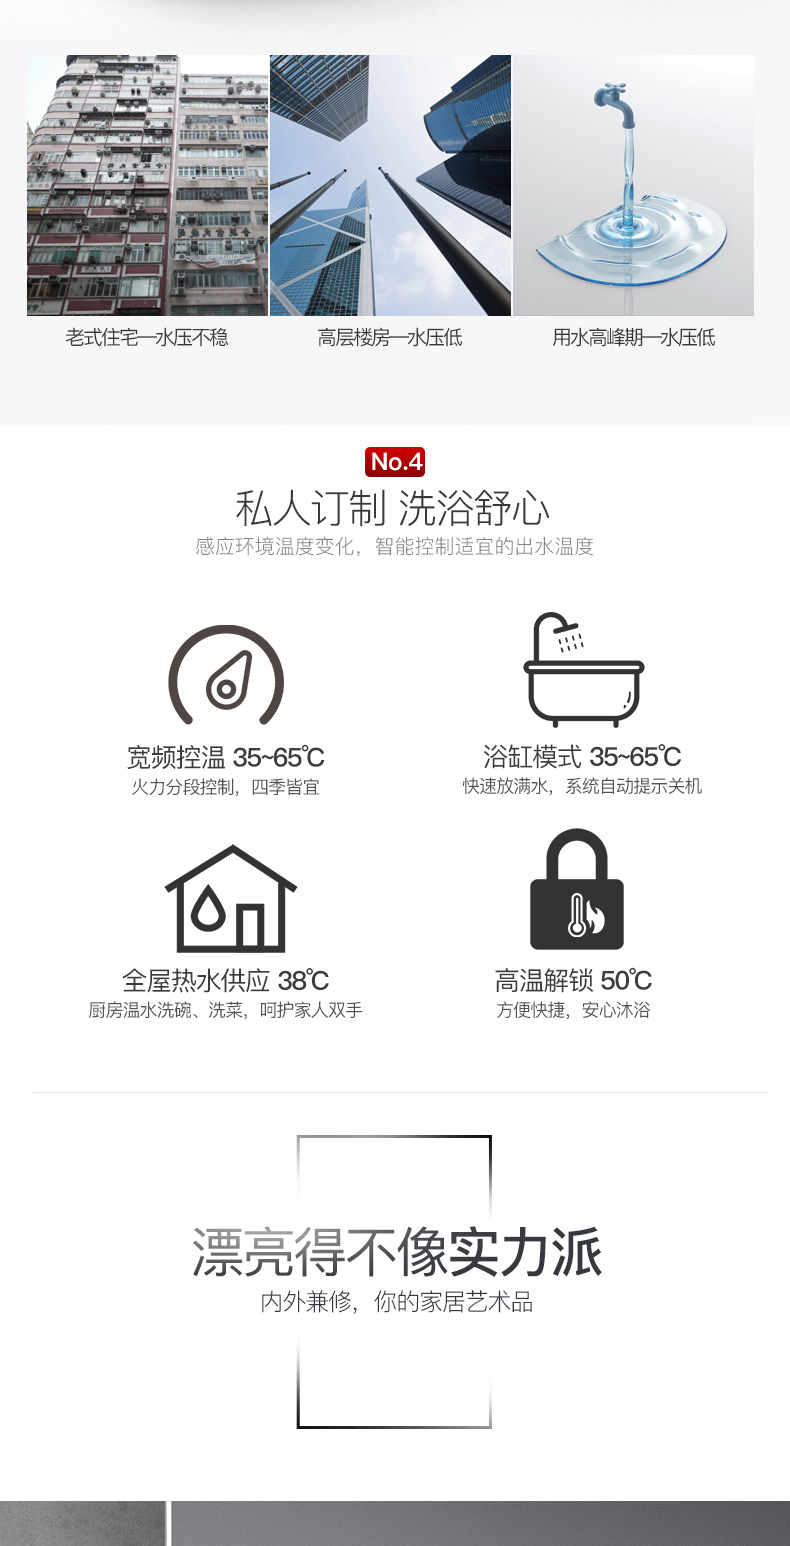 老式住宅—水压不稳
高层楼房—水压低
用水高峰期—水压低
No.4
私人订制 洗浴舒心
感应环境温度变化，智能控制适宜的出水温度
宽频控温 35~65℃
火力分段控制，四季皆宜
浴缸模式 35~65℃
快速放满水，系统自动提示关机
全屋热水供应 38℃
厨房温水洗碗、洗菜，呵护家人双手
高温解锁 50℃
方便快捷，安心沐浴
漂亮得不像实力派
内外兼修，你的家居艺术品